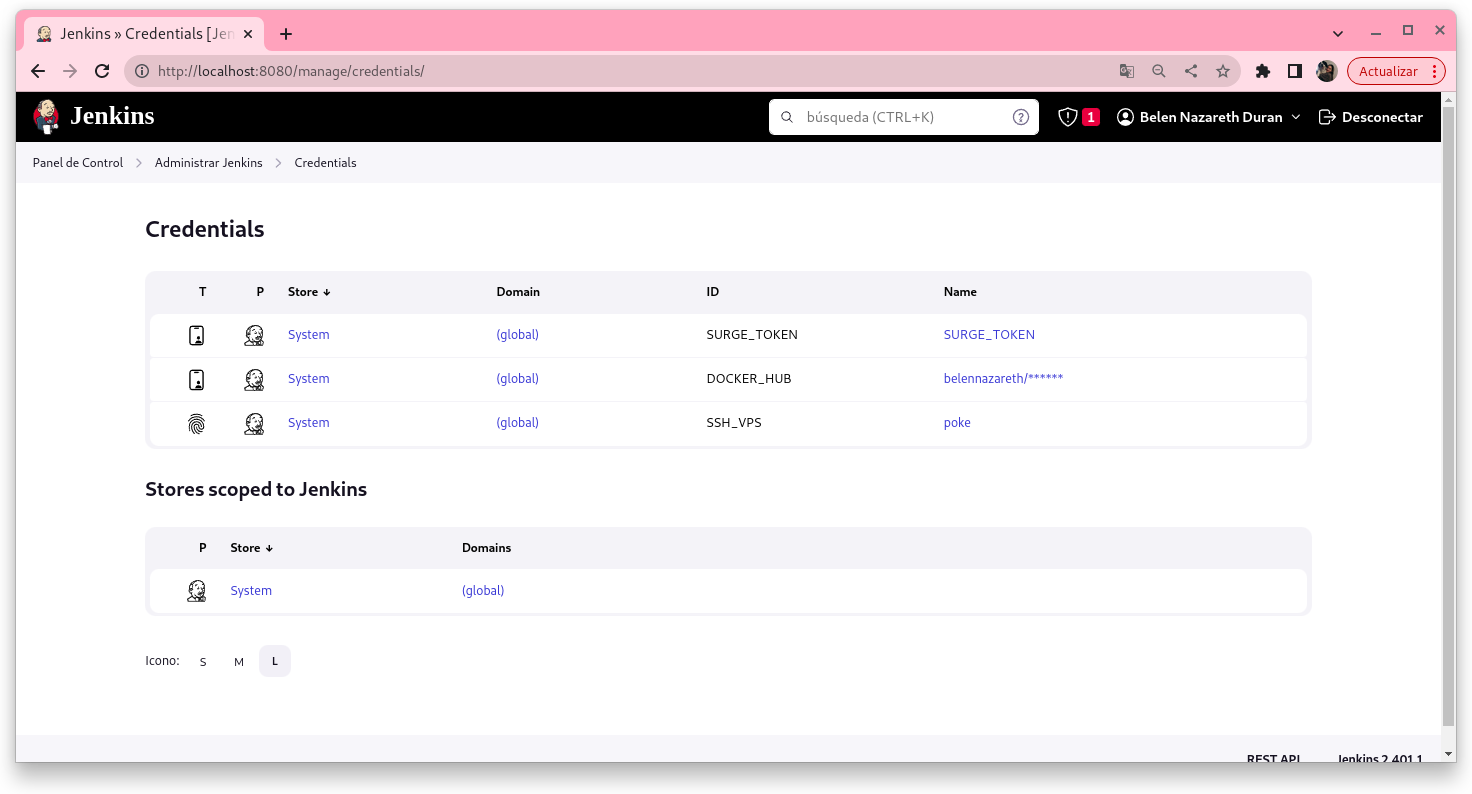 Jenkins » Credentials [Jen
http://localhost:8080/manage/credentials/
Actualizar
Jenkins
búsqueda (CTRL+K)
?
1
Belen Nazareth Duran
Desconectar
Panel de Control > Administrar Jenkins > Credentials
Credentials
T P Store ↓ Domain ID Name
System (global) SURGE_TOKEN SURGE_TOKEN
System (global) DOCKER_HUB belennazareth/******
System (global) SSH_VPS poke
Stores scoped to Jenkins
P Store ↓ Domains
System (global)
Icono: S M L
REST API Jenkins 2.401.1